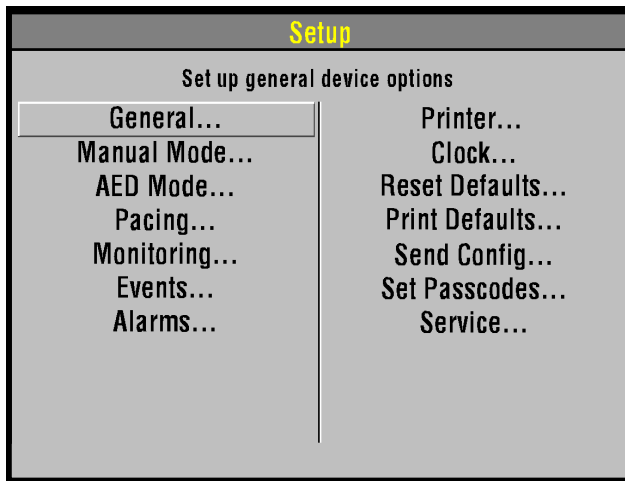 Setup
Set up general device options
General...
Manual Mode...
AED Mode...
Pacing...
Monitoring...
Events...
Alarms...
Printer...
Clock...
Reset Defaults...
Print Defaults...
Send Config...
Set Passcodes...
Service...